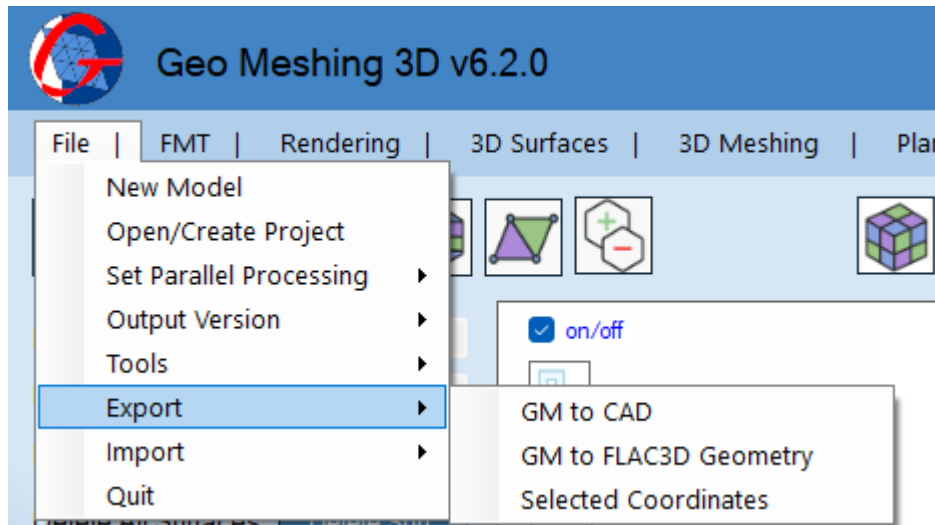 Geo Meshing 3D v6.2.0
File | FMT | Rendering | 3D Surfaces | 3D Meshing |
New Model
Open/Create Project
Set Parallel Processing
Output Version
on/off
Tools
Export
GM to CAD
Import
GM to FLAC3D Geometry
Quit
Selected Coordinates